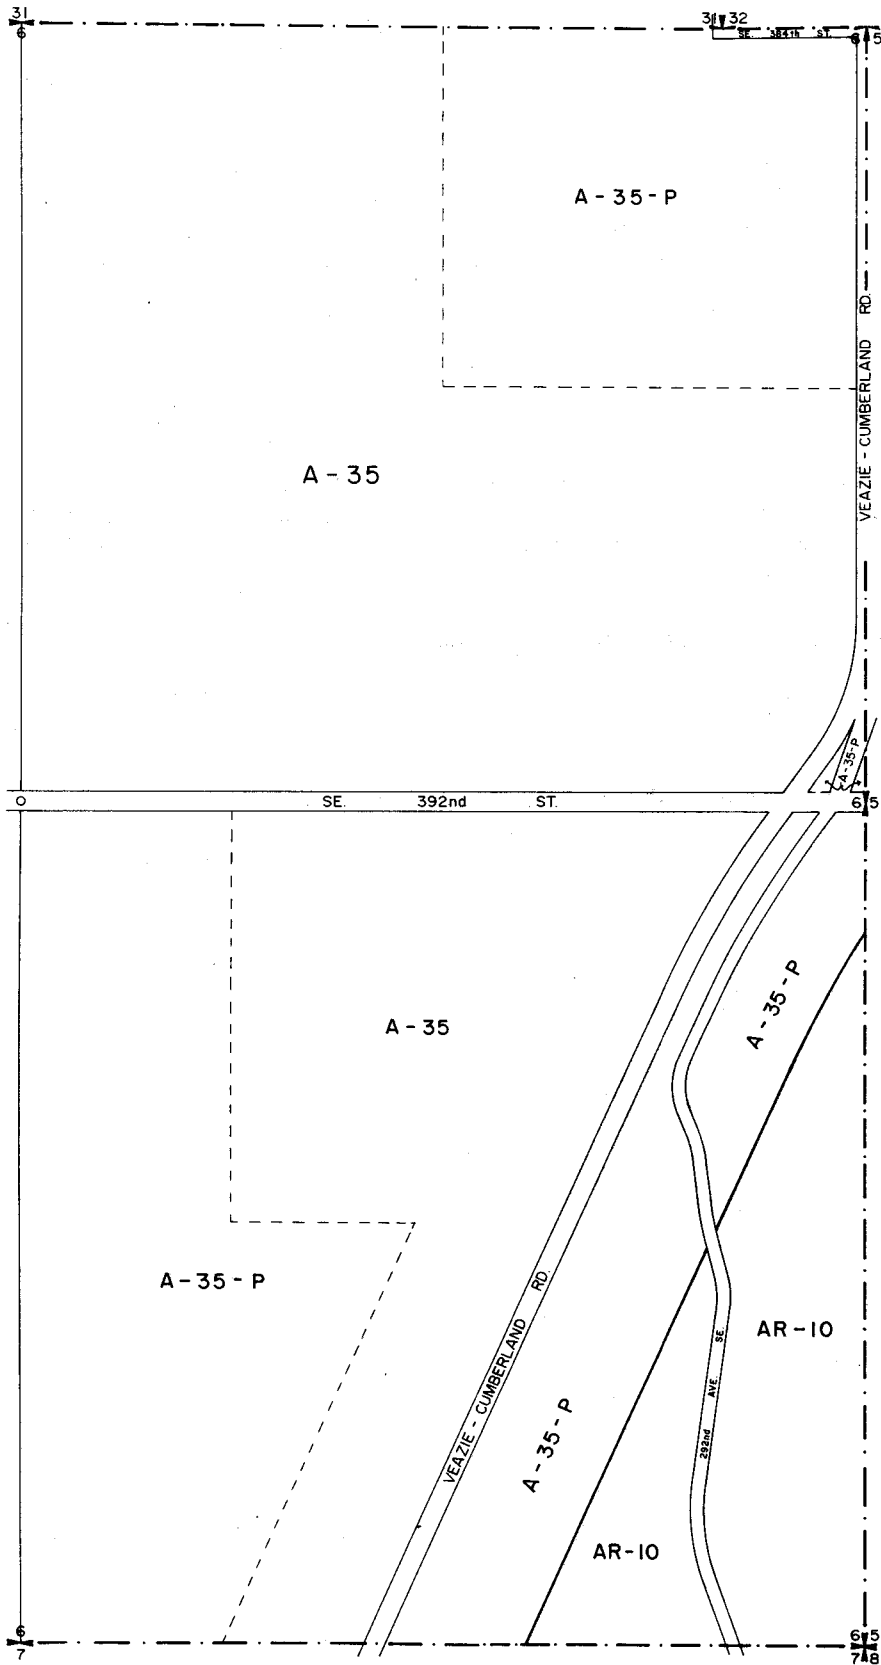 31
6
31 32
SE. 384th ST.
6 5
A-35-P
VEAZIE - CUMBERLAND RD.
A-35
A-35-P
0
SE. 392nd ST.
6 5
A-35-P
A-35
A-35-P
VEAZIE - CUMBERLAND RD.
AR-10
292nd AVE. SE.
A-35-P
AR-10
6
7
6 5
7 8